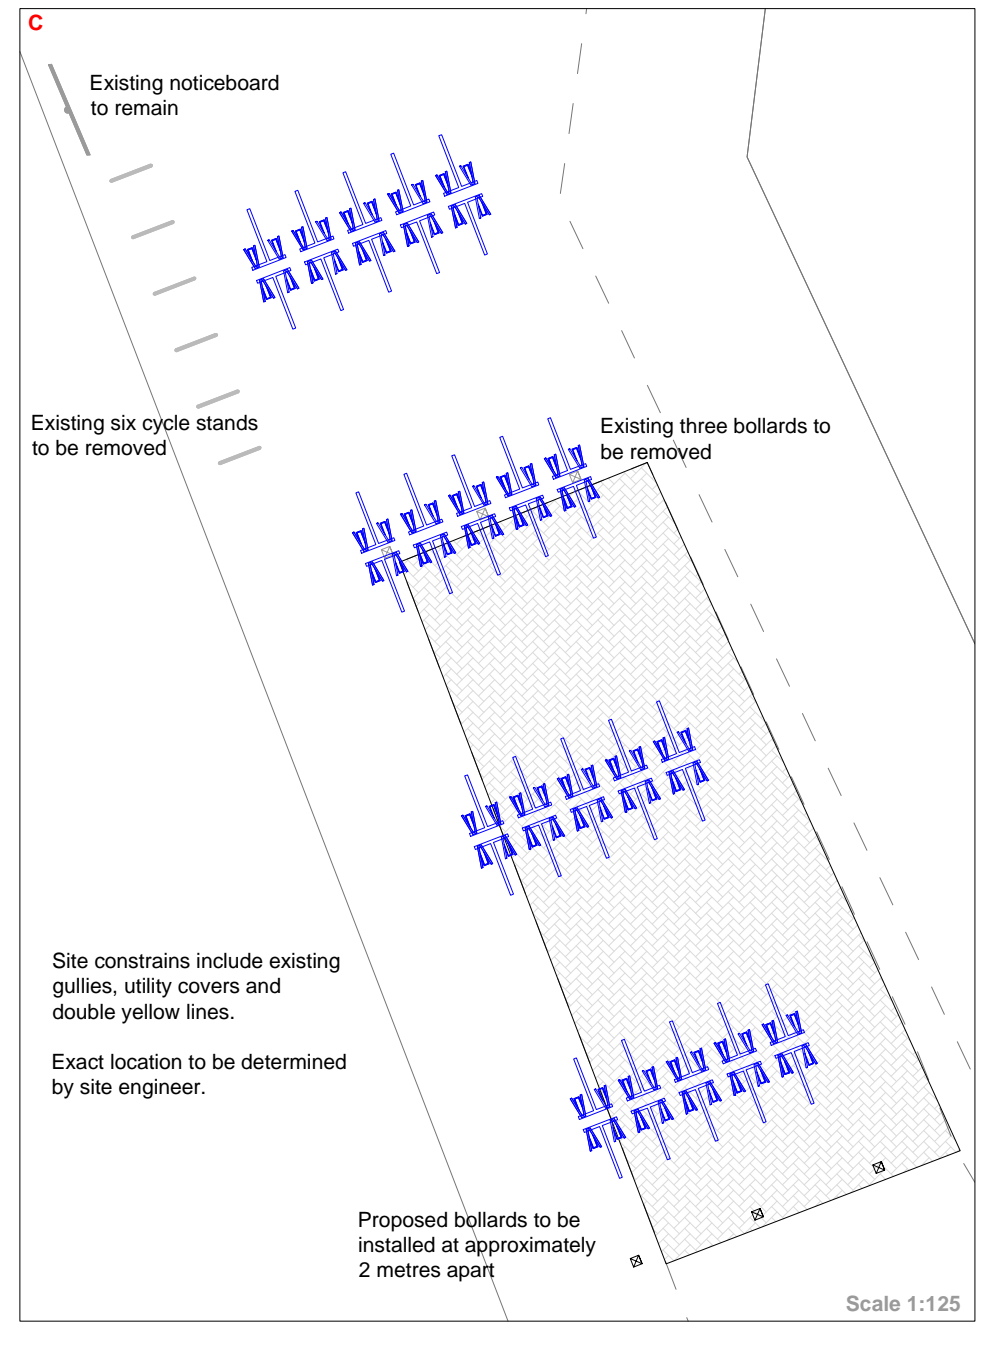 C
Existing noticeboard
to remain
Existing six cycle stands
to be removed
Existing three bollards to
be removed
Site constrains include existing
gullies, utility covers and
double yellow lines.
Exact location to be determined
by site engineer.
Proposed bollards to be
installed at approximately
2 metres apart
Scale 1:125